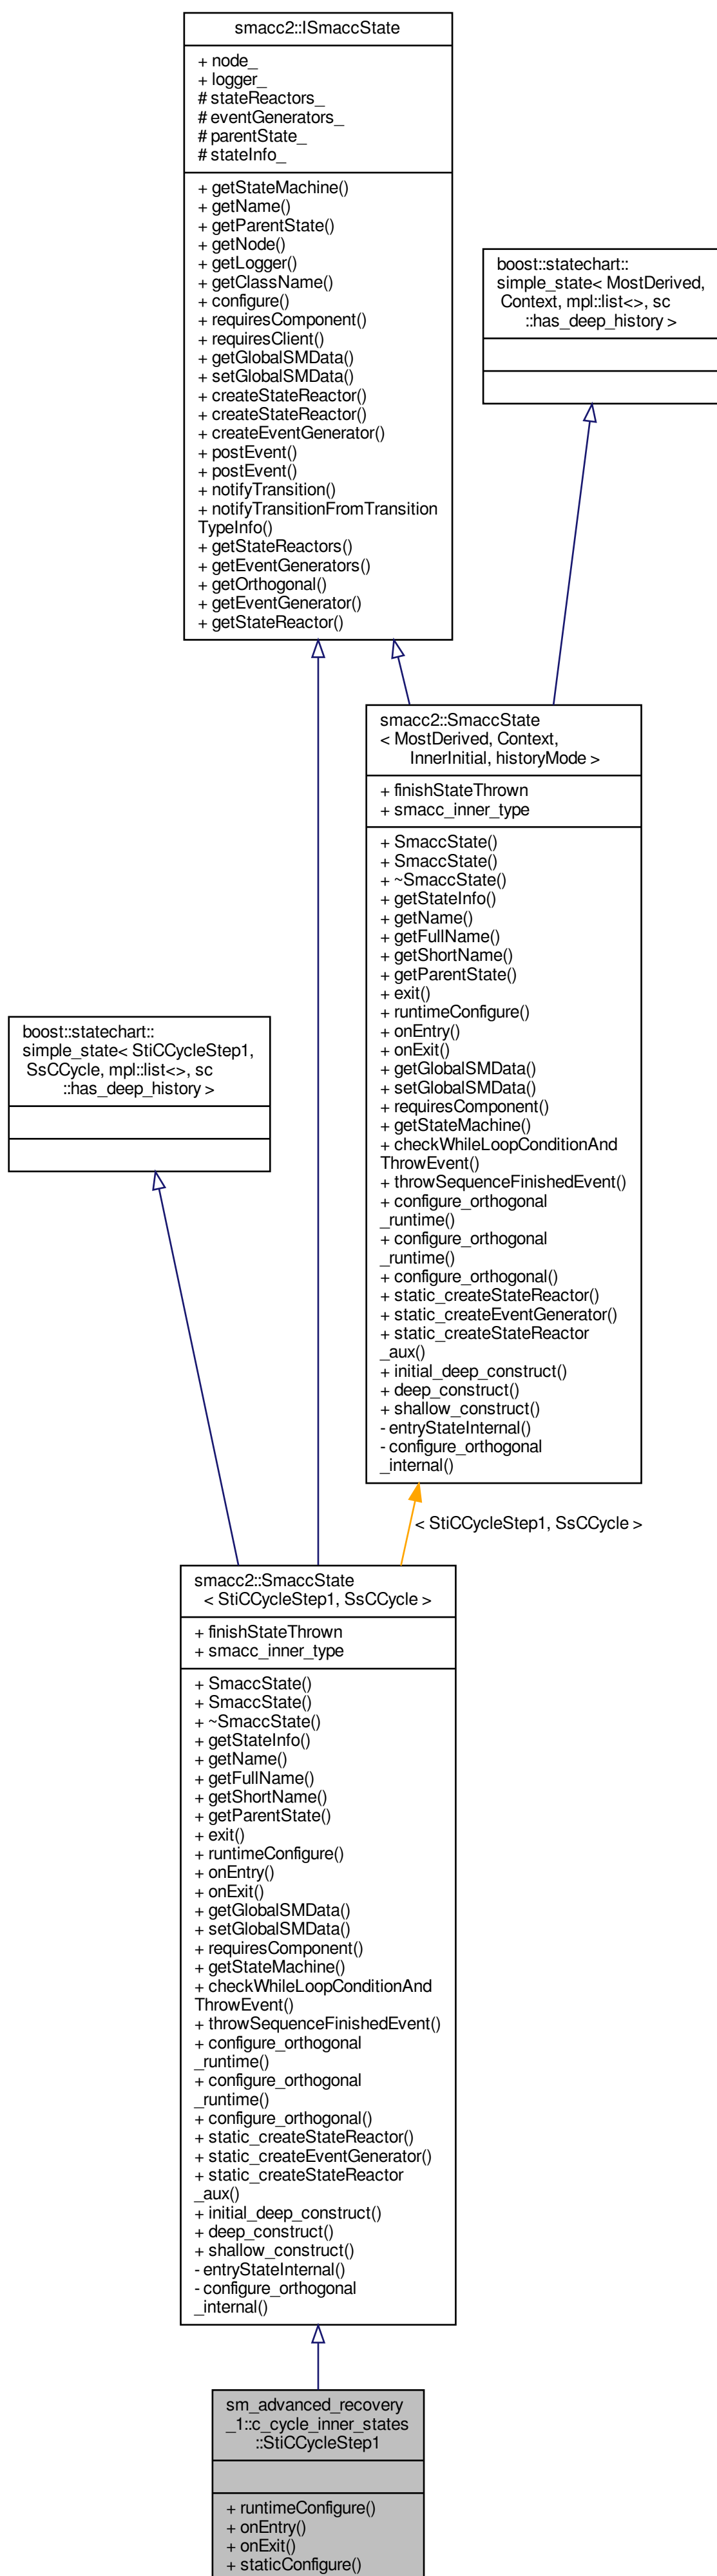 smacc2::ISmaccState
+ node_
+ logger_
# stateReactors_
# eventGenerators_
# parentState_
# stateInfo_
+ getStateMachine()
+ getName()
+ getParentState()
+ getNode()
+ getLogger()
+ getClassName()
+ configure()
+ requiresComponent()
+ requiresClient()
+ getGlobalSMData()
+ setGlobalSMData()
+ createStateReactor()
+ createStateReactor()
+ createEventGenerator()
+ postEvent()
+ postEvent()
+ notifyTransition()
+ notifyTransitionFromTransition
TypeInfo()
+ getStateReactors()
+ getEventGenerators()
+ getOrthogonal()
+ getEventGenerator()
+ getStateReactor()
boost::statechart::
simple_state< MostDerived,
Context, mpl::list<>, sc
::has_deep_history >
smacc2::SmaccState
< MostDerived, Context,
InnerInitial, historyMode >
+ finishStateThrown
+ smacc_inner_type
+ SmaccState()
+ SmaccState()
+ ~SmaccState()
+ getStateInfo()
+ getName()
+ getFullName()
+ getShortName()
+ getParentState()
+ exit()
+ runtimeConfigure()
+ onEntry()
+ onExit()
+ getGlobalSMData()
+ setGlobalSMData()
+ requiresComponent()
+ getStateMachine()
+ checkWhileLoopConditionAnd
ThrowEvent()
+ throwSequenceFinishedEvent()
+ configure_orthogonal
_runtime()
+ configure_orthogonal
_runtime()
+ configure_orthogonal()
+ static_createStateReactor()
+ static_createEventGenerator()
+ static_createStateReactor
_aux()
+ initial_deep_construct()
+ deep_construct()
+ shallow_construct()
- entryStateInternal()
- configure_orthogonal
_internal()
boost::statechart::
simple_state< StiCCycleStep1,
SsCCycle, mpl::list<>, sc
::has_deep_history >
< StiCCycleStep1, SsCCycle >
smacc2::SmaccState
< StiCCycleStep1, SsCCycle >
+ finishStateThrown
+ smacc_inner_type
+ SmaccState()
+ SmaccState()
+ ~SmaccState()
+ getStateInfo()
+ getName()
+ getFullName()
+ getShortName()
+ getParentState()
+ exit()
+ runtimeConfigure()
+ onEntry()
+ onExit()
+ getGlobalSMData()
+ setGlobalSMData()
+ requiresComponent()
+ getStateMachine()
+ checkWhileLoopConditionAnd
ThrowEvent()
+ throwSequenceFinishedEvent()
+ configure_orthogonal
_runtime()
+ configure_orthogonal
_runtime()
+ configure_orthogonal()
+ static_createStateReactor()
+ static_createEventGenerator()
+ static_createStateReactor
_aux()
+ initial_deep_construct()
+ deep_construct()
+ shallow_construct()
- entryStateInternal()
- configure_orthogonal
_internal()
sm_advanced_recovery
_1::c_cycle_inner_states
::StiCCycleStep1
+ runtimeConfigure()
+ onEntry()
+ onExit()
+ staticConfigure()